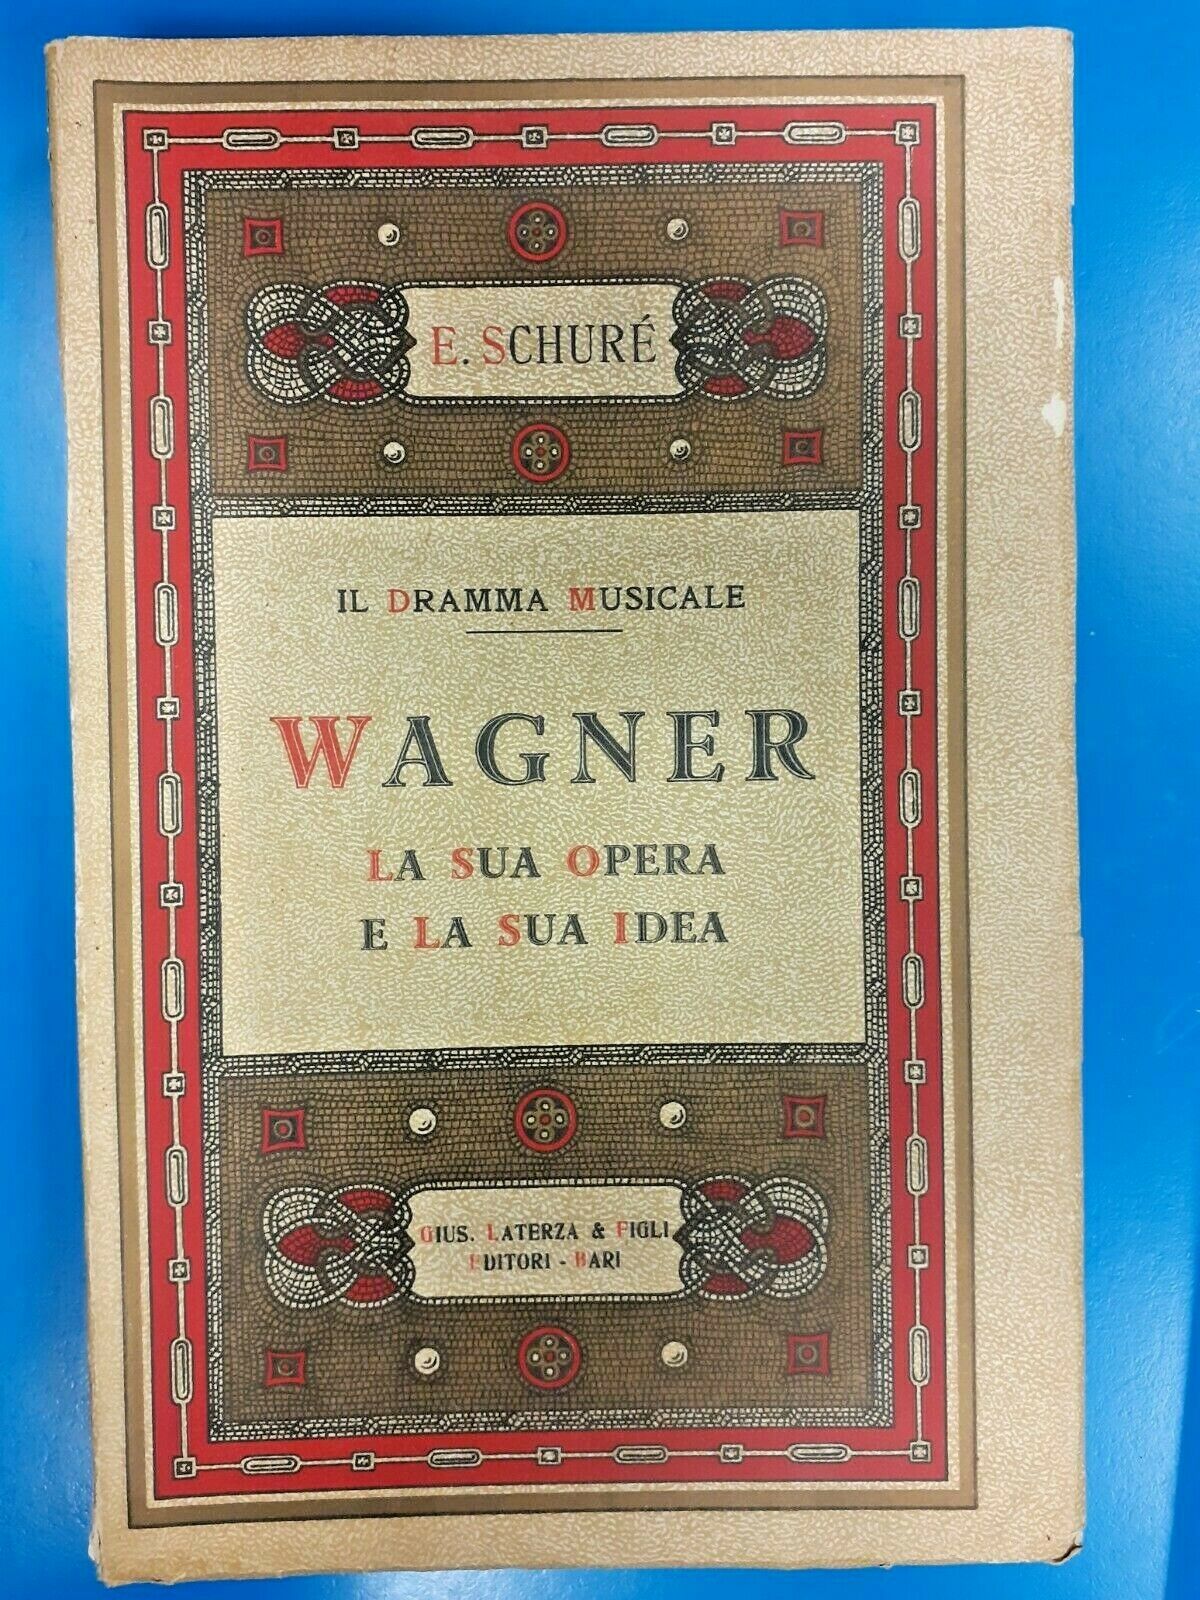 E. SCHURÉ
IL DRAMMA MUSICALE
WAGNER
LA SUA OPERA
E LA SUA IDEA
GIUS. LATERZA & FIGLI
EDITORI - BARI